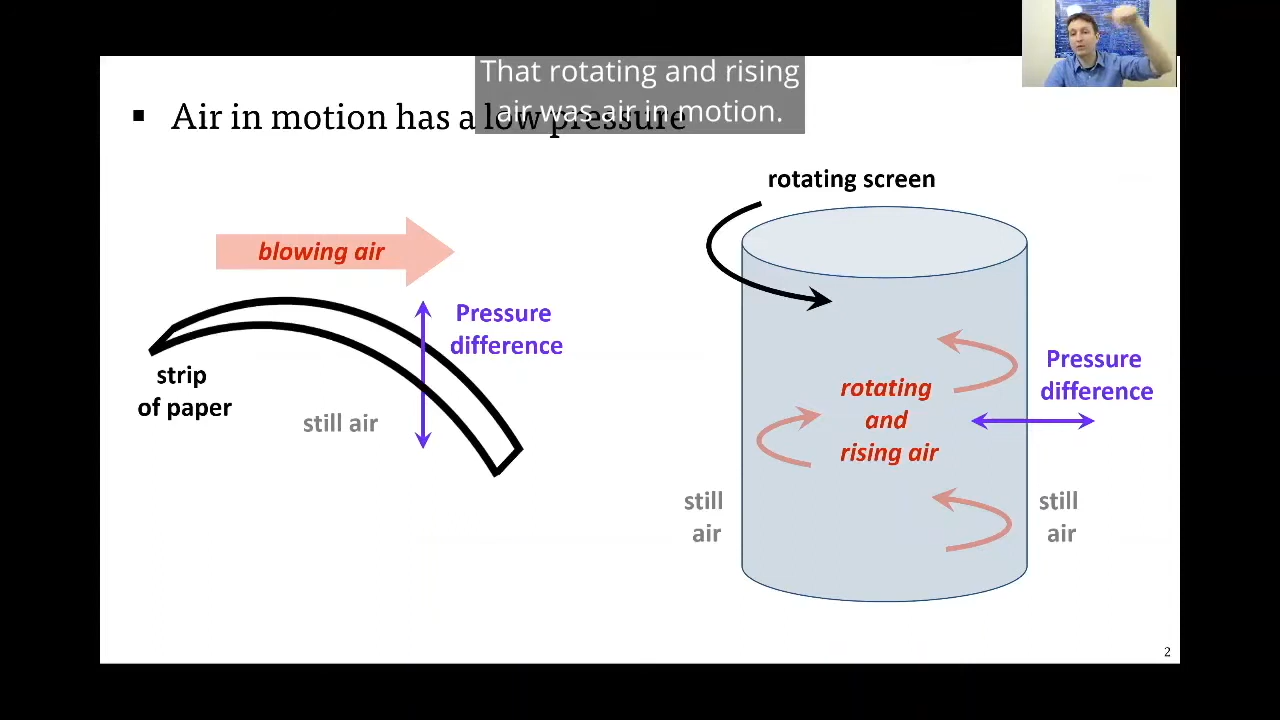 That rotating and rising
air was air in motion.
▪ Air in motion has a low pressure
rotating screen
blowing air
Pressure
difference
strip
of paper
still air
Pressure
difference
rotating
and
rising air
still
air
still
air
2